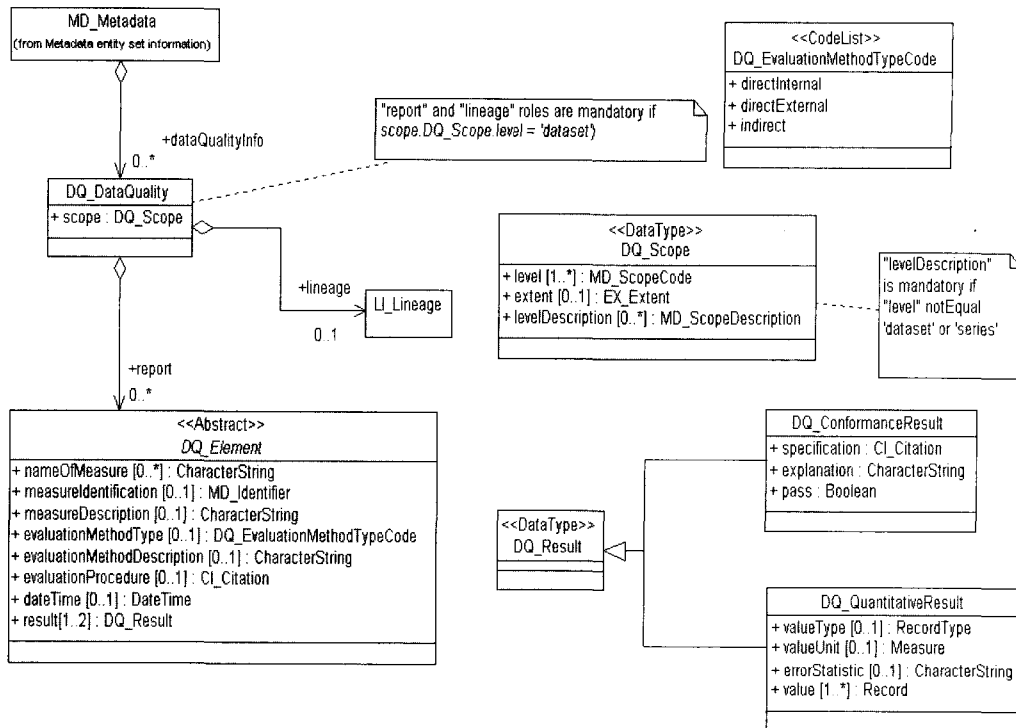 MD_Metadata
(from Metadata entity set information)
+dataQualityInfo
0..*
DQ_DataQuality
+ scope : DQ_Scope
"report" and "lineage" roles are mandatory if
scope.DQ_Scope.level = 'dataset')
<<CodeList>>
DQ_EvaluationMethodTypeCode
+ directInternal
+ directExternal
+ indirect
+lineage
0..1
LI_Lineage
<<DataType>>
DQ_Scope
+ level [1..*] : MD_ScopeCode
+ extent [0..1] : EX_Extent
+ levelDescription [0..*] : MD_ScopeDescription
"levelDescription"
is mandatory if
"level" notEqual
'dataset' or 'series'
+report
0..*
<<Abstract>>
DQ_Element
+ nameOfMeasure [0..*] : CharacterString
+ measureIdentification [0..1] : MD_Identifier
+ measureDescription [0..1] : CharacterString
+ evaluationMethodType [0..1] : DQ_EvaluationMethodTypeCode
+ evaluationMethodDescription [0..1] : CharacterString
+ evaluationProcedure [0..1] : CI_Citation
+ dateTime [0..1] : DateTime
+ result[1..2] : DQ_Result
<<DataType>>
DQ_Result
DQ_ConformanceResult
+ specification : CI_Citation
+ explanation : CharacterString
+ pass : Boolean
DQ_QuantitativeResult
+ valueType [0..1] : RecordType
+ valueUnit [0..1] : Measure
+ errorStatistic [0..1] : CharacterString
+ value [1..*] : Record